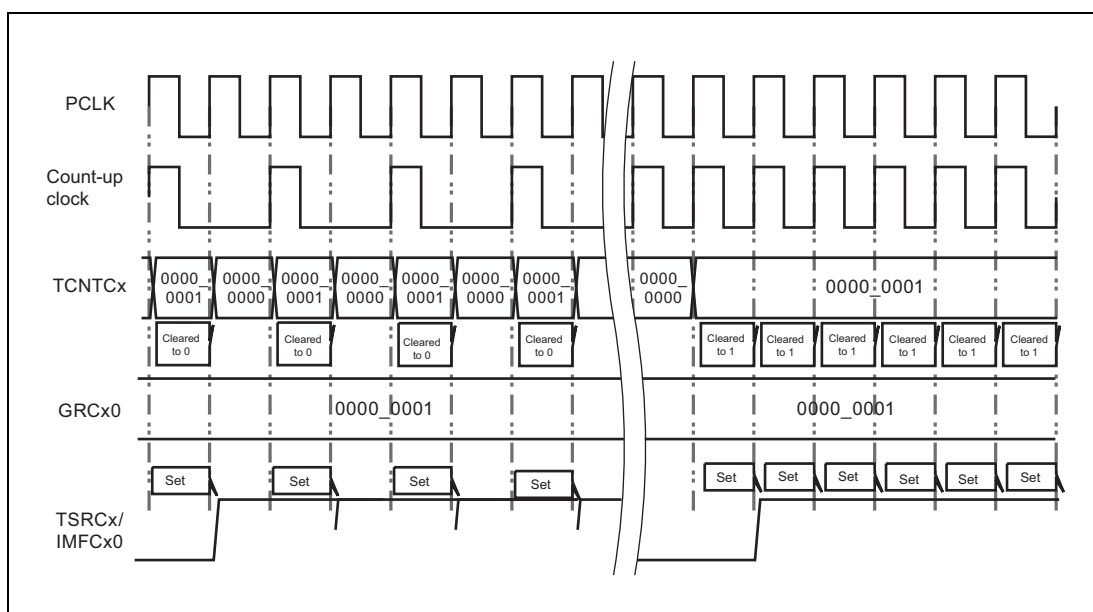 PCLK
Count-up
clock
TCNTCx
0000_
0001
0000_
0000
0000_
0001
0000_
0000
0000_
0001
0000_
0000
0000_
0001
0000_
0000
0000_0001
Cleared
to 0
Cleared
to 0
Cleared
to 0
Cleared
to 0
Cleared
to 1
Cleared
to 1
Cleared
to 1
Cleared
to 1
Cleared
to 1
Cleared
to 1
GRCx0
0000_0001
0000_0001
Set
Set
Set
Set
Set
Set
Set
Set
Set
Set
TSRCx/
IMFCx0